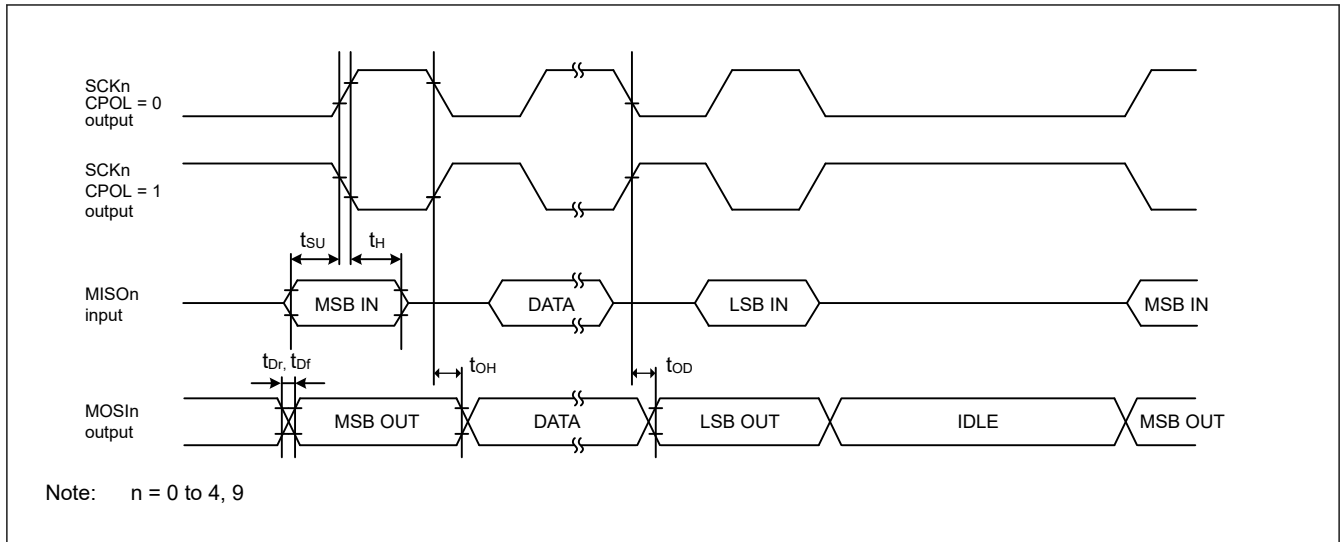 SCKn
CPOL = 0
output
SCKn
CPOL = 1
output
tSU
tH
MISOn
input
MSB IN
DATA
LSB IN
MSB IN
tDr, tDf
tOH
tOD
MOSIn
output
MSB OUT
DATA
LSB OUT
IDLE
MSB OUT
Note: n = 0 to 4, 9